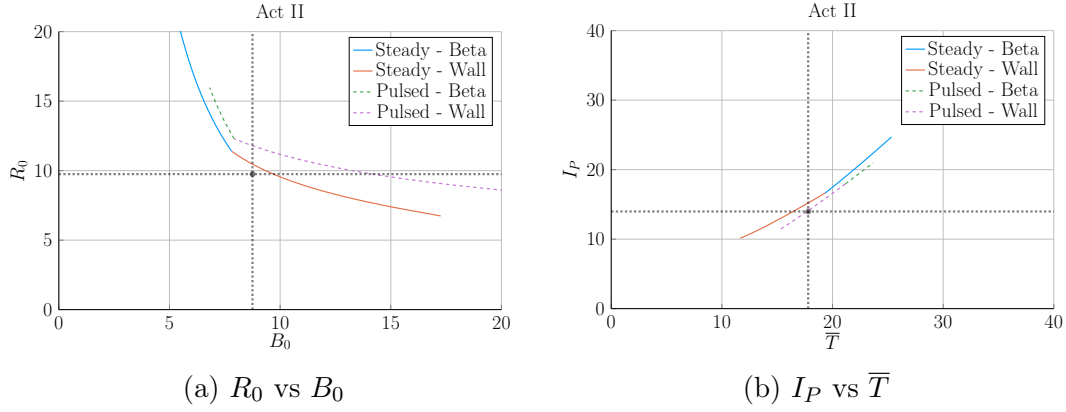 Act II
20
15
10
5
0
R₀
0
5
10
15
20
B₀
Steady - Beta
Steady - Wall
Pulsed - Beta
Pulsed - Wall
(a) R₀ vs B₀
Act II
40
30
20
10
0
I_P
0
10
20
30
40
T̅
Steady - Beta
Steady - Wall
Pulsed - Beta
Pulsed - Wall
(b) I_P vs T̅